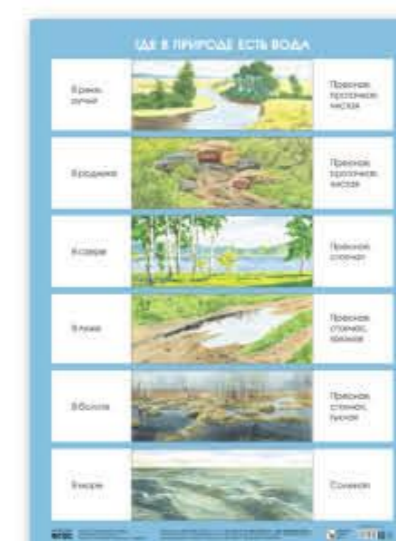 ГДЕ В ПРИРОДЕ ЕСТЬ ВОДА
В реке,
ручье
Пресная,
проточная,
чистая
В роднике
Пресная,
проточная,
чистая
В озере
Пресная,
стоячая
В луже
Пресная,
стоячая,
грязная
В болоте
Пресная,
стоячая,
В море
Соленая